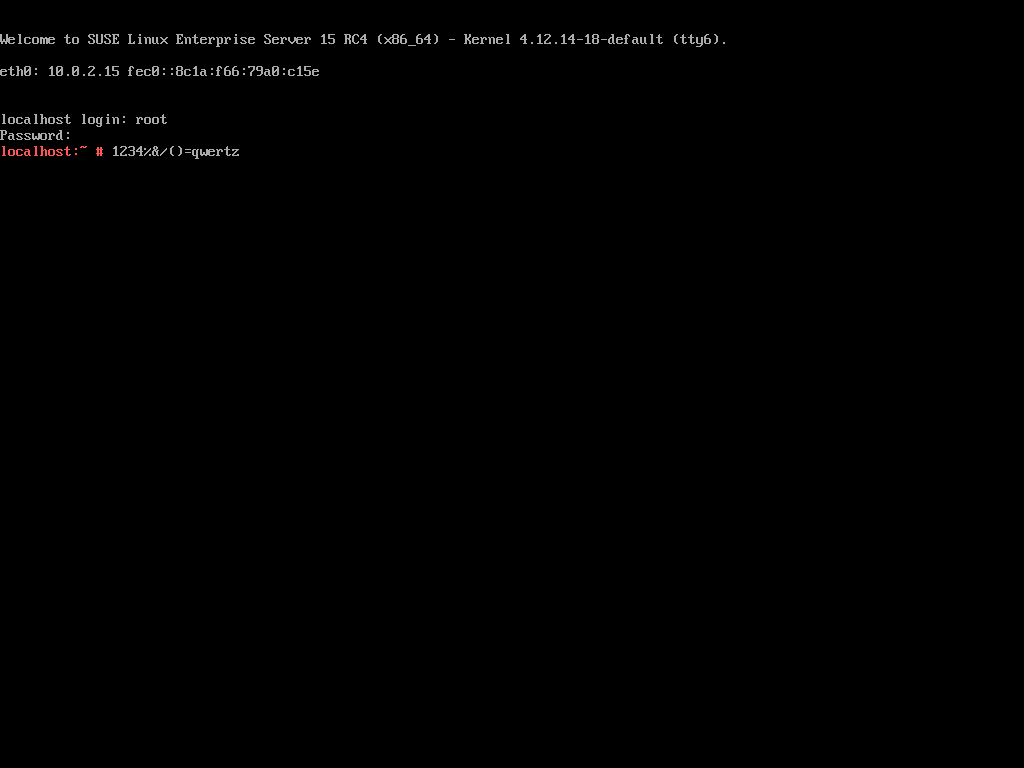 Welcome to SUSE Linux Enterprise Server 15 RC4 (x86_64) - Kernel 4.12.14-18-default (tty6).
eth0: 10.0.2.15 fec0::8c1a:f66:79a0:c15e
localhost login: root
Password:
localhost:~ # 1234%&/()=qwertz